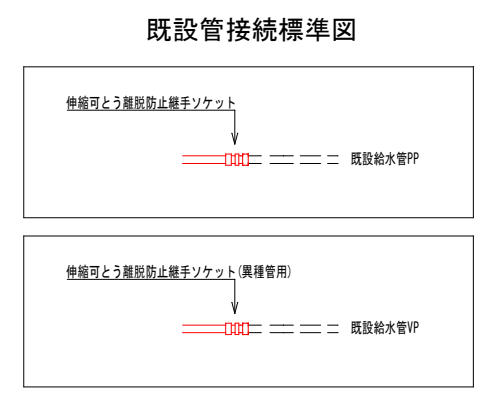 既設管接続標準図
伸縮可とう離脱防止継手ソケット
既設給水管PP
伸縮可とう離脱防止継手ソケット(異種管用)
既設給水管VP